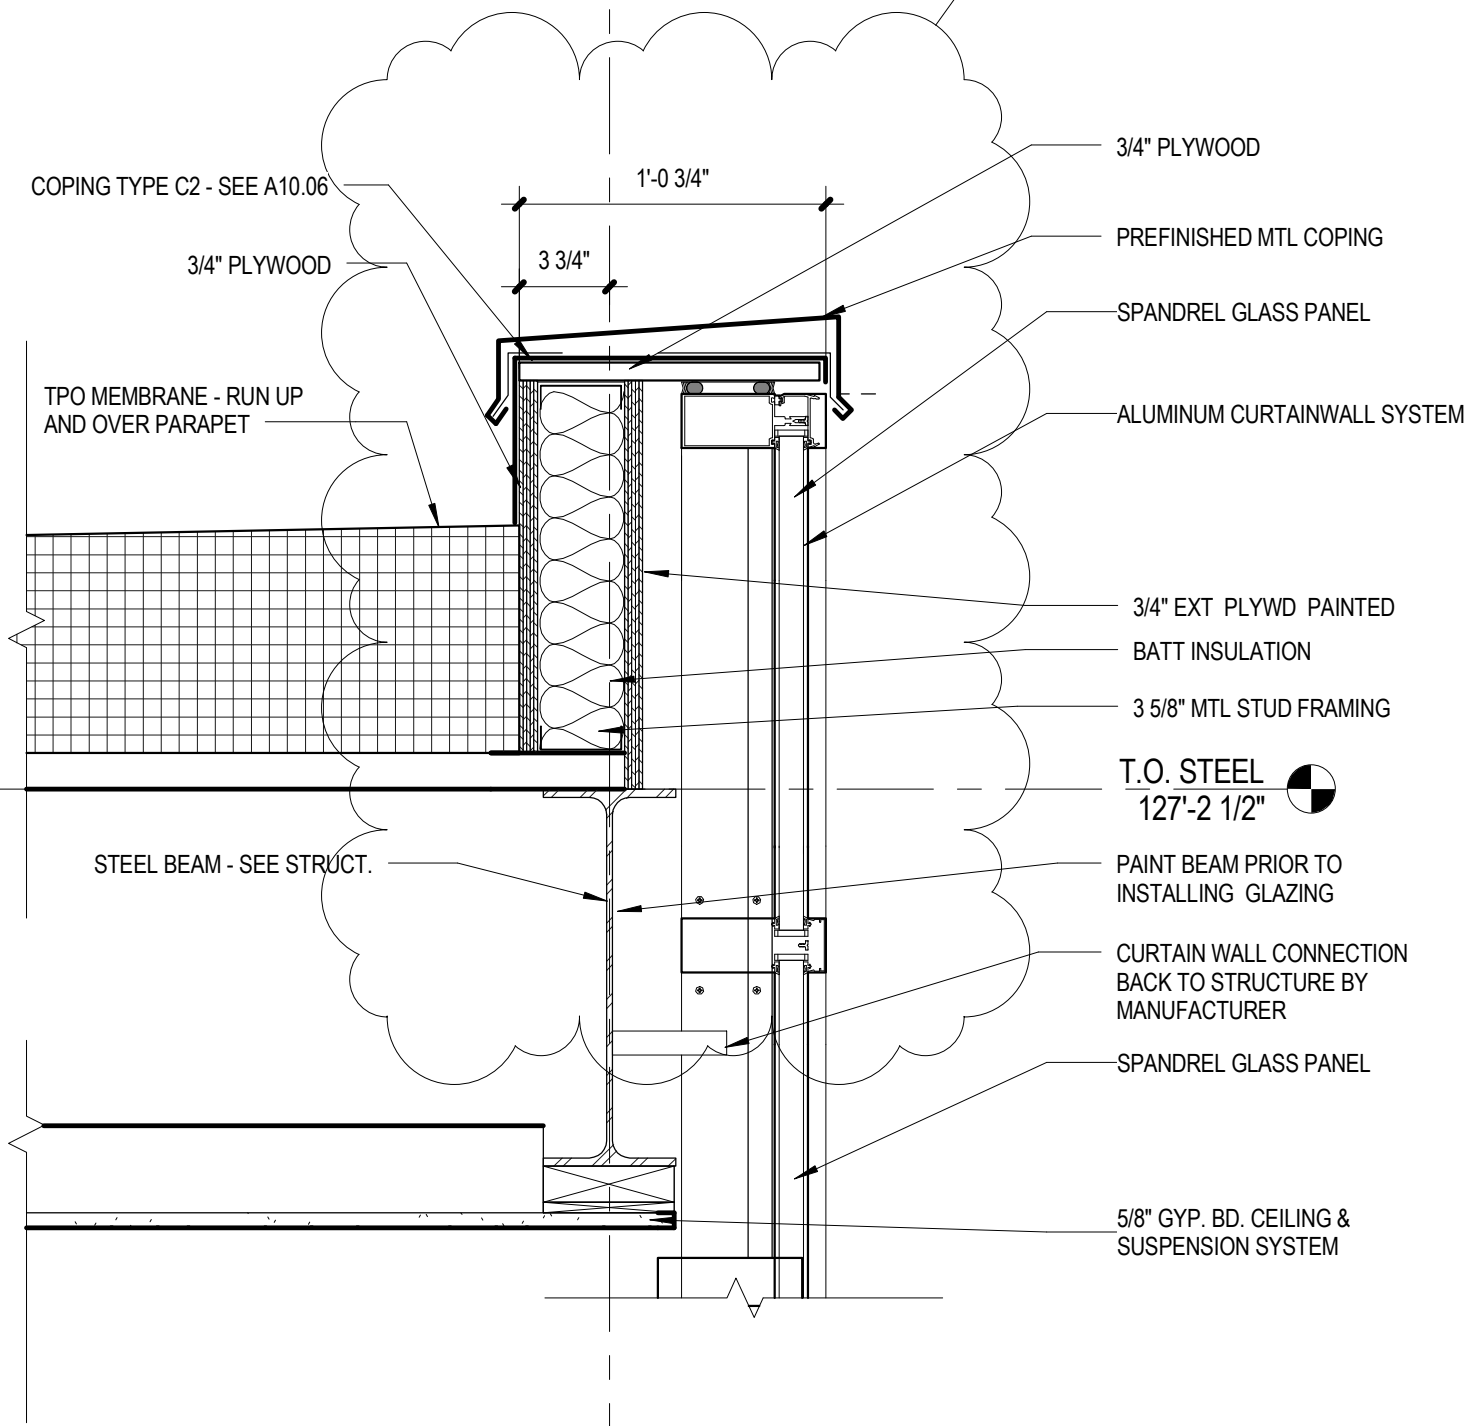 COPING TYPE C2 - SEE A10.06
3/4" PLYWOOD
TPO MEMBRANE - RUN UP
AND OVER PARAPET
STEEL BEAM - SEE STRUCT.
1'-0 3/4"
3 3/4"
3/4" PLYWOOD
PREFINISHED MTL COPING
SPANDREL GLASS PANEL
ALUMINUM CURTAINWALL SYSTEM
3/4" EXT PLYWD PAINTED
BATT INSULATION
3 5/8" MTL STUD FRAMING
T.O. STEEL
127'-2 1/2"
PAINT BEAM PRIOR TO
INSTALLING GLAZING
CURTAIN WALL CONNECTION
BACK TO STRUCTURE BY
MANUFACTURER
SPANDREL GLASS PANEL
5/8" GYP. BD. CEILING &
SUSPENSION SYSTEM